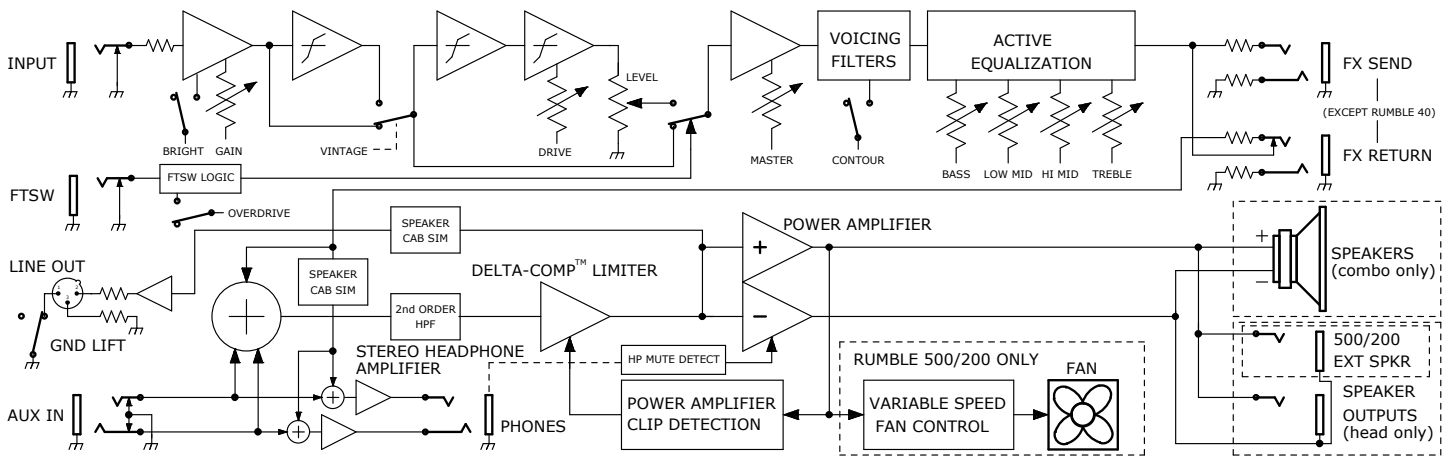 INPUT
BRIGHT
GAIN
VINTAGE
DRIVE
LEVEL
MASTER
VOICING
FILTERS
CONTOUR
ACTIVE
EQUALIZATION
BASS
LOW MID
HI MID
TREBLE
FX SEND
(EXCEPT RUMBLE 40)
FX RETURN
FTSW
FTSW LOGIC
OVERDRIVE
SPEAKER
CAB SIM
POWER AMPLIFIER
LINE OUT
1
2
3
GND LIFT
SPEAKER
CAB SIM
DELTA-COMP™ LIMITER
2nd ORDER
HPF
+
−
+
−
SPEAKERS
(combo only)
STEREO HEADPHONE
AMPLIFIER
HP MUTE DETECT
RUMBLE 500/200 ONLY
FAN
500/200
EXT SPKR
AUX IN
PHONES
POWER AMPLIFIER
CLIP DETECTION
VARIABLE SPEED
FAN CONTROL
SPEAKER
OUTPUTS
(head only)